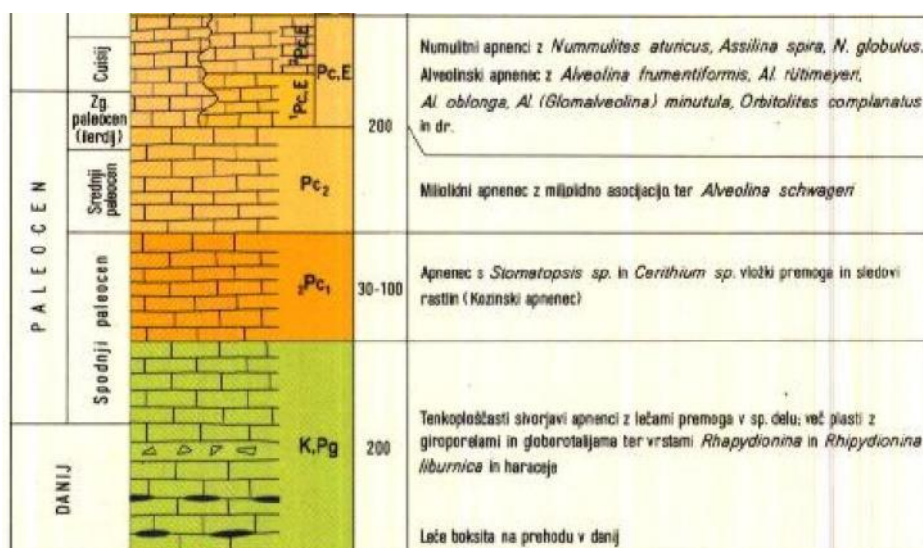 Cuisij
Zg. paleocen (ilerdij)
Srednji paleocen
Spodnji paleocen
PALEOCEN
DANIJ
²Pc,E
¹Pc,E
Pc,E
Pc₂
₂Pc₁
K,Pg
200
30-100
200
Numulitni apnenci z Nummulites aturicus, Assilina spira, N. globulus.
Alveolinski apnenec z Alveolina frumentiformis, Al. rütimeyeri,
Al. oblonga, Al. (Glomalveolina) minutula, Orbitolites complanatus
in dr.
Miliolidni apnenec z miliolidno asociacijo ter Alveolina schwageri
Apnenec s Stomatopsis sp. in Cerithium sp. vložki premoga in sledovi
rastlin (Kozinski apnenec)
Tenkoploščasti sivorjavi apnenci z lečami premoga v sp. delu; več plasti z
giroporelami in globorotalijama ter vrstami Rhapydionina in Rhipydionina
liburnica in haraceje
Leče boksita na prehodu v danij